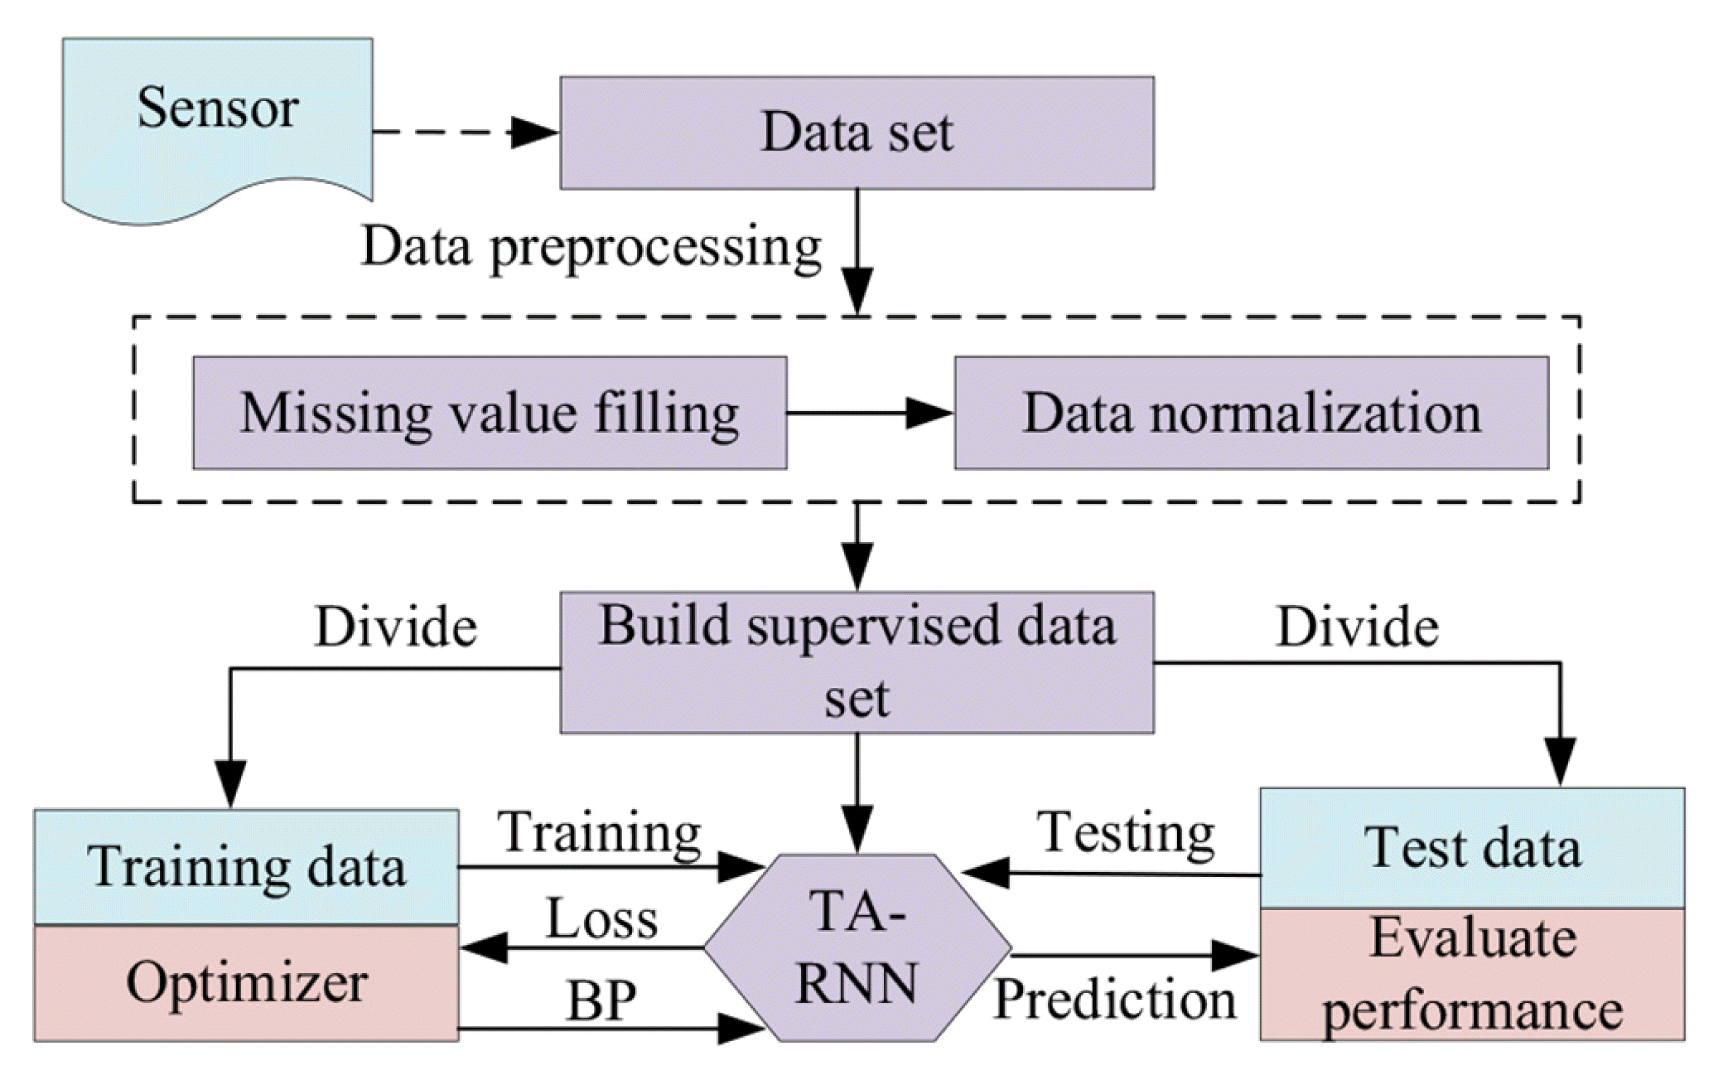 Sensor
Data set
Data preprocessing
Missing value filling
Data normalization
Divide
Build supervised data
set
Divide
Training data
Training
Testing
Test data
Loss
TA-
RNN
Optimizer
BP
Prediction
Evaluate
performance